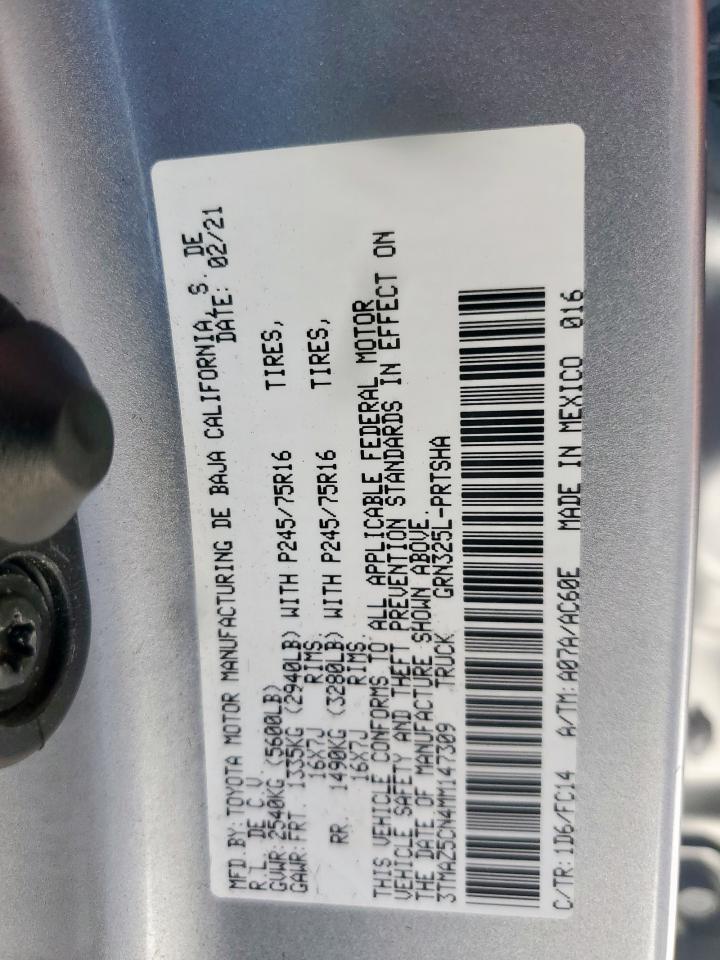 MFD.BY: TOYOTA MOTOR MANUFACTURING DE BAJA CALIFORNIA, S. DE
R.L. DE C.V. DATE: 02/21
GVWR: 2540KG (5600LB)
GAWR: FRT. 1335KG (2940LB) WITH P245/75R16 TIRES,
16X7J RIMS
RR. 1490KG (3280LB) WITH P245/75R16 TIRES,
16X7J RIMS
THIS VEHICLE CONFORMS TO ALL APPLICABLE FEDERAL MOTOR
VEHICLE SAFETY AND THEFT PREVENTION STANDARDS IN EFFECT ON
THE DATE OF MANUFACTURE SHOWN ABOVE.
3TMAZ5CN4MM147309 TRUCK GRN325L-PRTSHA
C/TR: 1D6/FC14 A/TM: A07A/AC60E MADE IN MEXICO 016